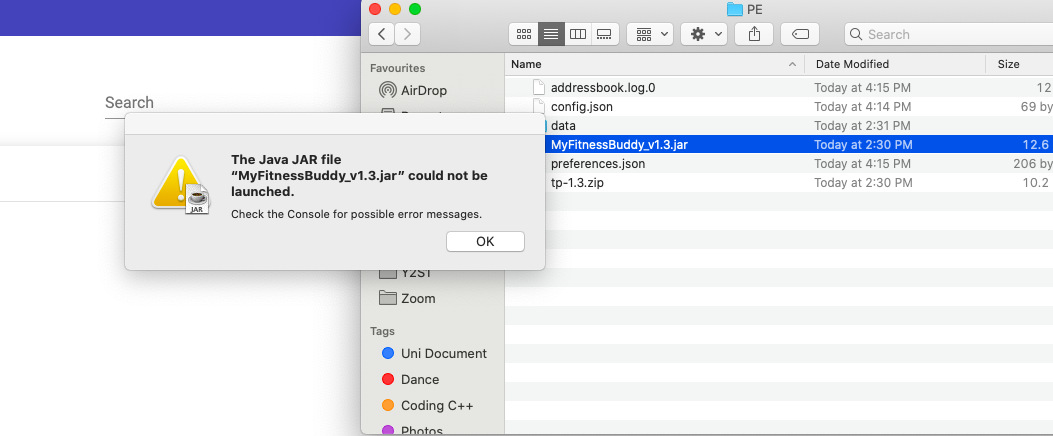 PE
Search
Favourites
AirDrop
Name
Date Modified
Size
addressbook.log.0
Today at 4:15 PM
12
config.json
Today at 4:14 PM
69 by
data
Today at 2:31 PM
MyFitnessBuddy_v1.3.jar
Today at 2:30 PM
12.6
preferences.json
Today at 4:15 PM
206 by
tp-1.3.zip
Today at 2:30 PM
10.2
Search
The Java JAR file
“MyFitnessBuddy_v1.3.jar” could not be
launched.
Check the Console for possible error messages.
JAR
OK
Y2ST
Zoom
Tags
Uni Document
Dance
Coding C++
Photos